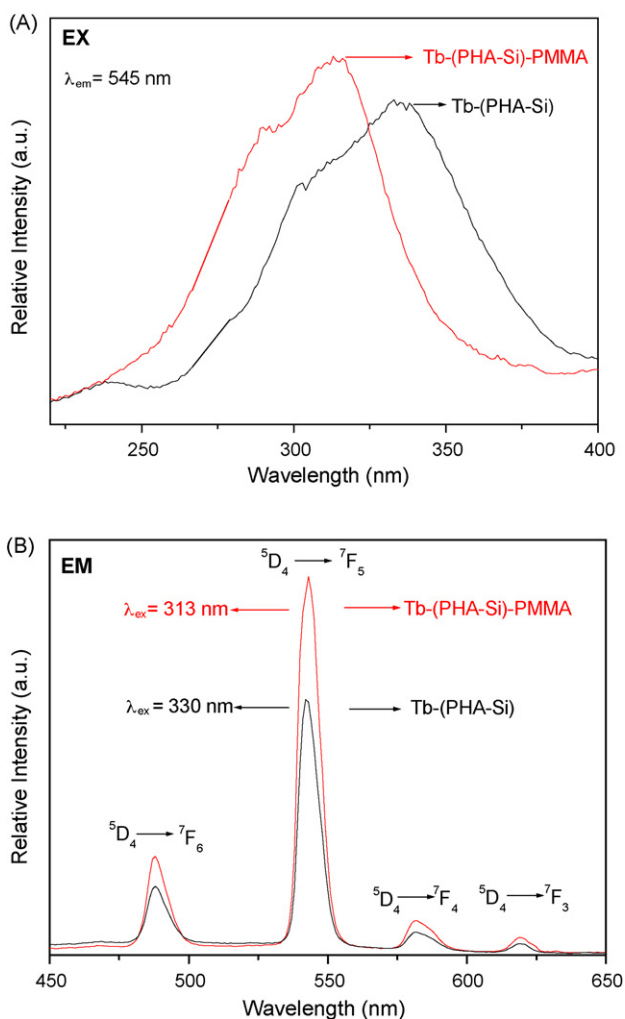 (A)
EX
λem = 545 nm
Tb-(PHA-Si)-PMMA
Tb-(PHA-Si)
Relative Intensity (a.u.)
250 300 350 400
Wavelength (nm)
(B)
EM
⁵D₄ ⟶ ⁷F₅
λex = 313 nm
Tb-(PHA-Si)-PMMA
λex = 330 nm
Tb-(PHA-Si)
⁵D₄ ⟶ ⁷F₆
⁵D₄ ⟶ ⁷F₄
⁵D₄ ⟶ ⁷F₃
Relative Intensity (a.u.)
450 500 550 600 650
Wavelength (nm)